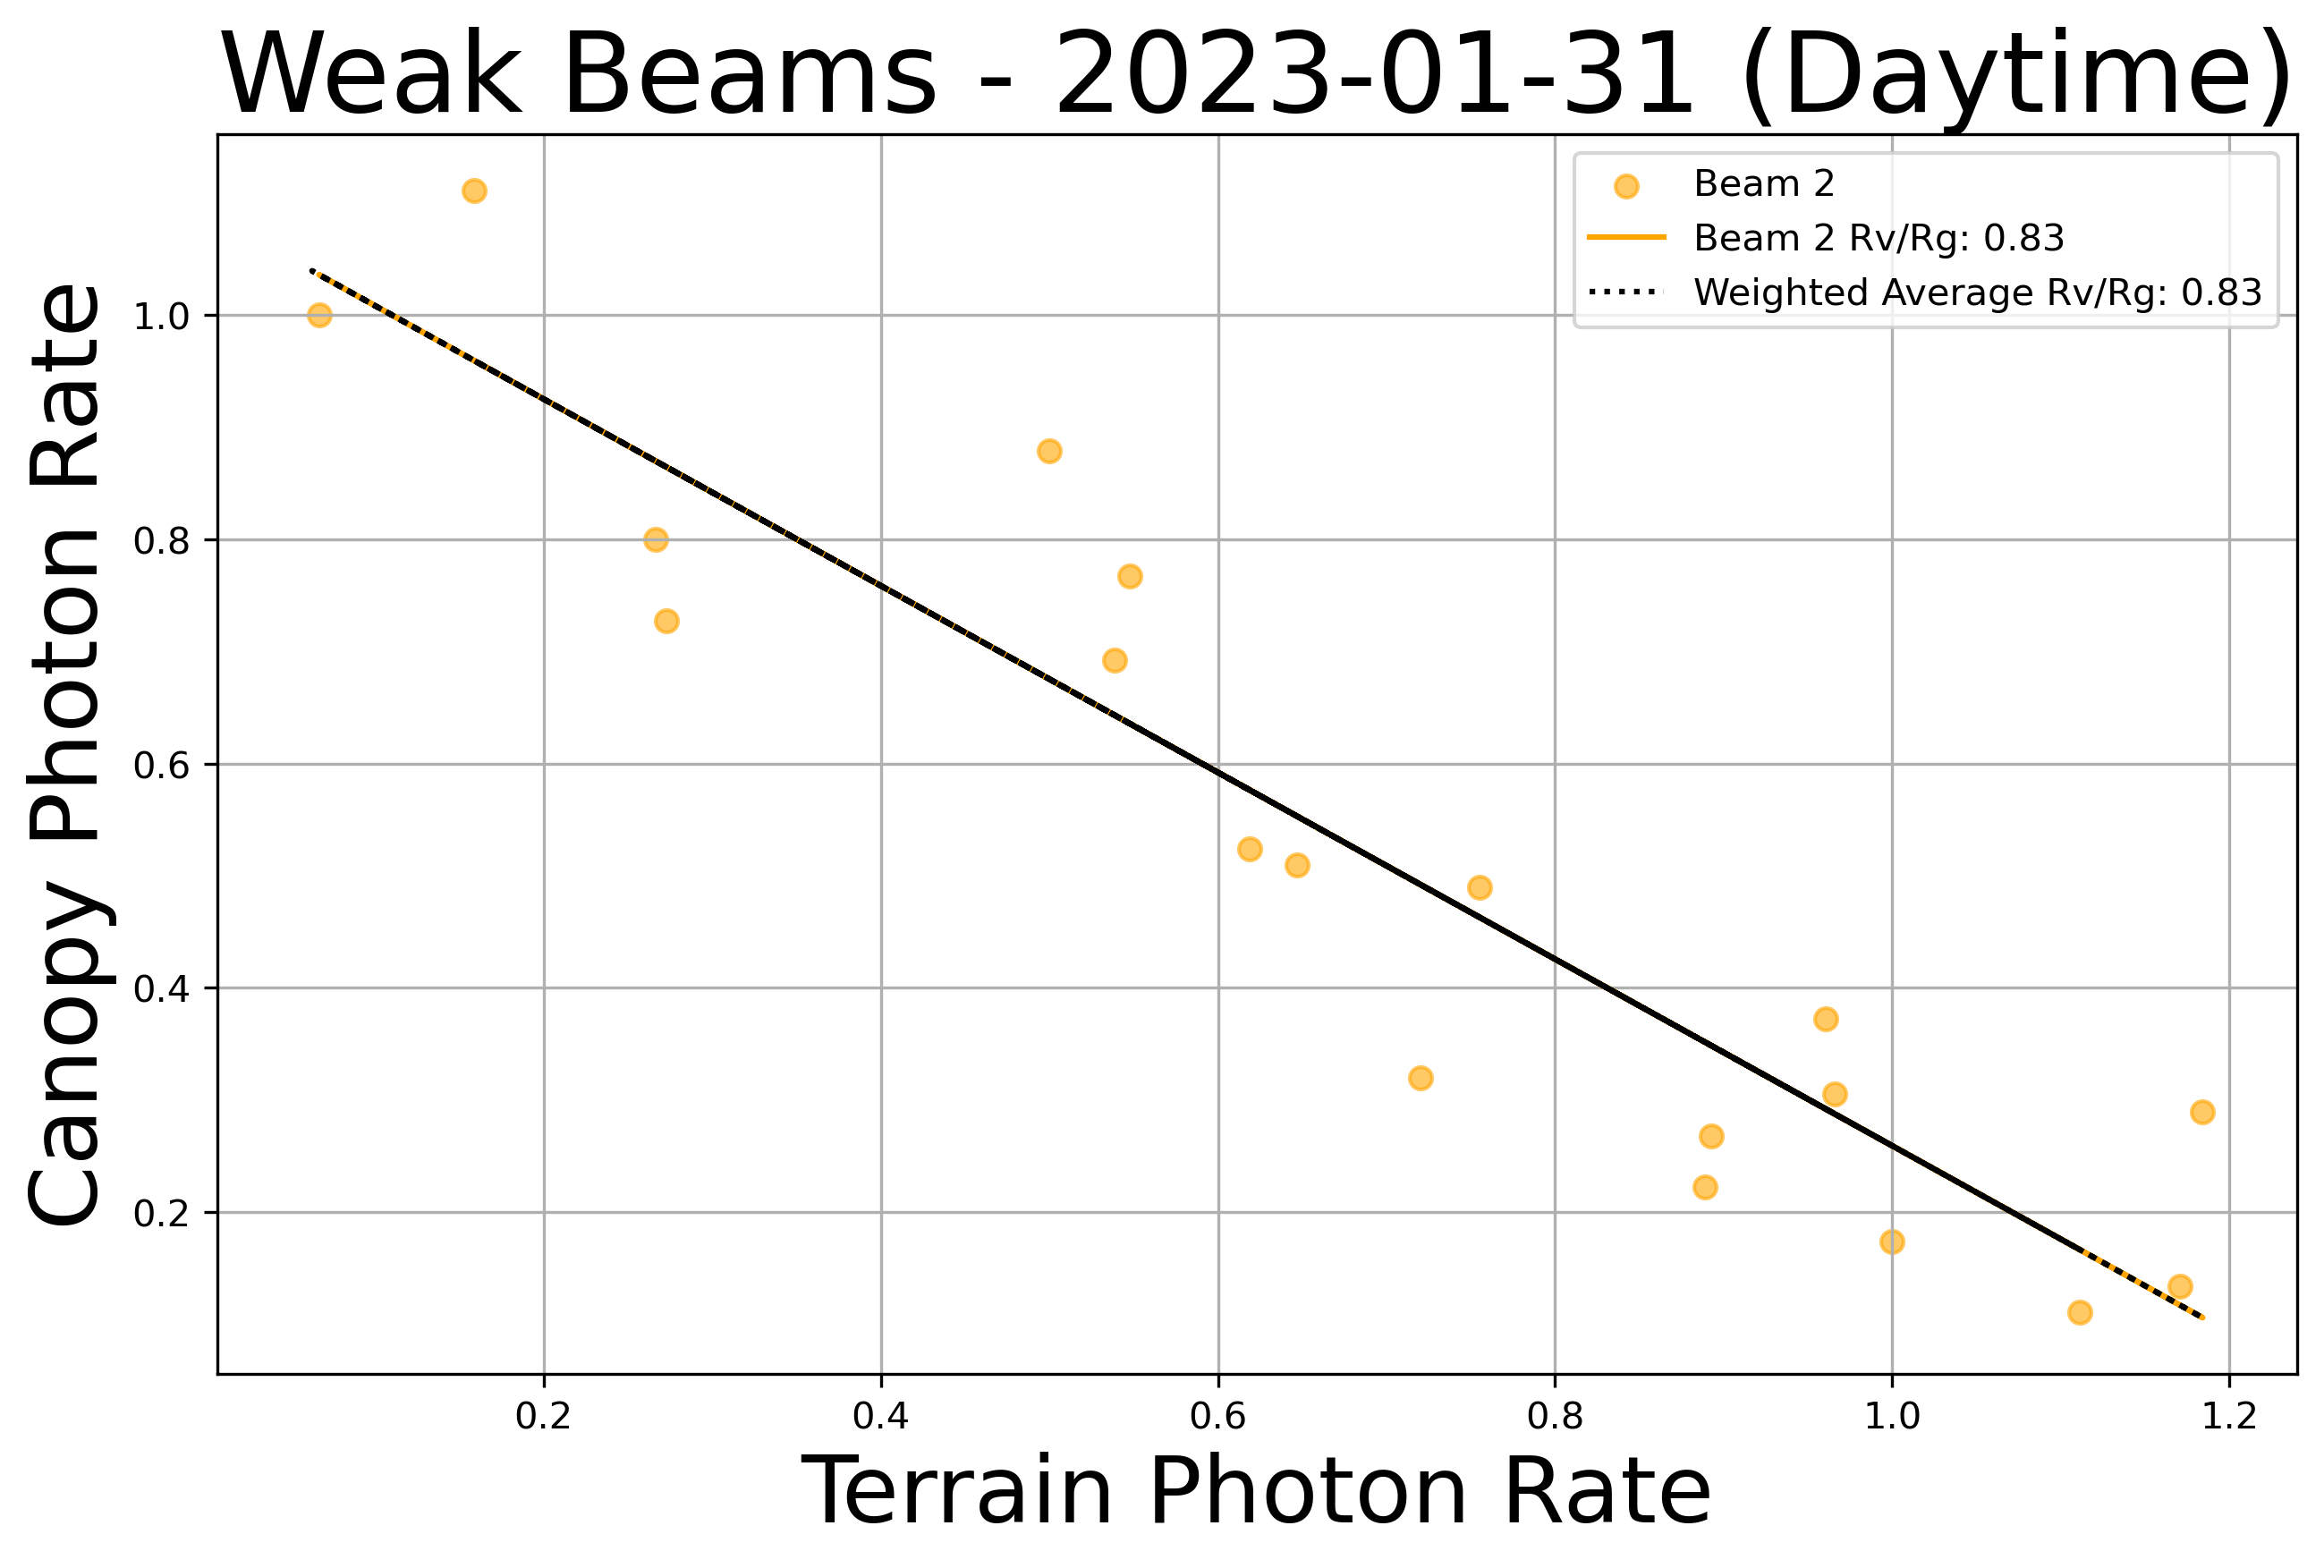 Weak Beams - 2023-01-31 (Daytime)
Beam 2
Beam 2 Rv/Rg: 0.83
Weighted Average Rv/Rg: 0.83
Canopy Photon Rate
1.0
0.8
0.6
0.4
0.2
0.2 0.4 0.6 0.8 1.0 1.2
Terrain Photon Rate